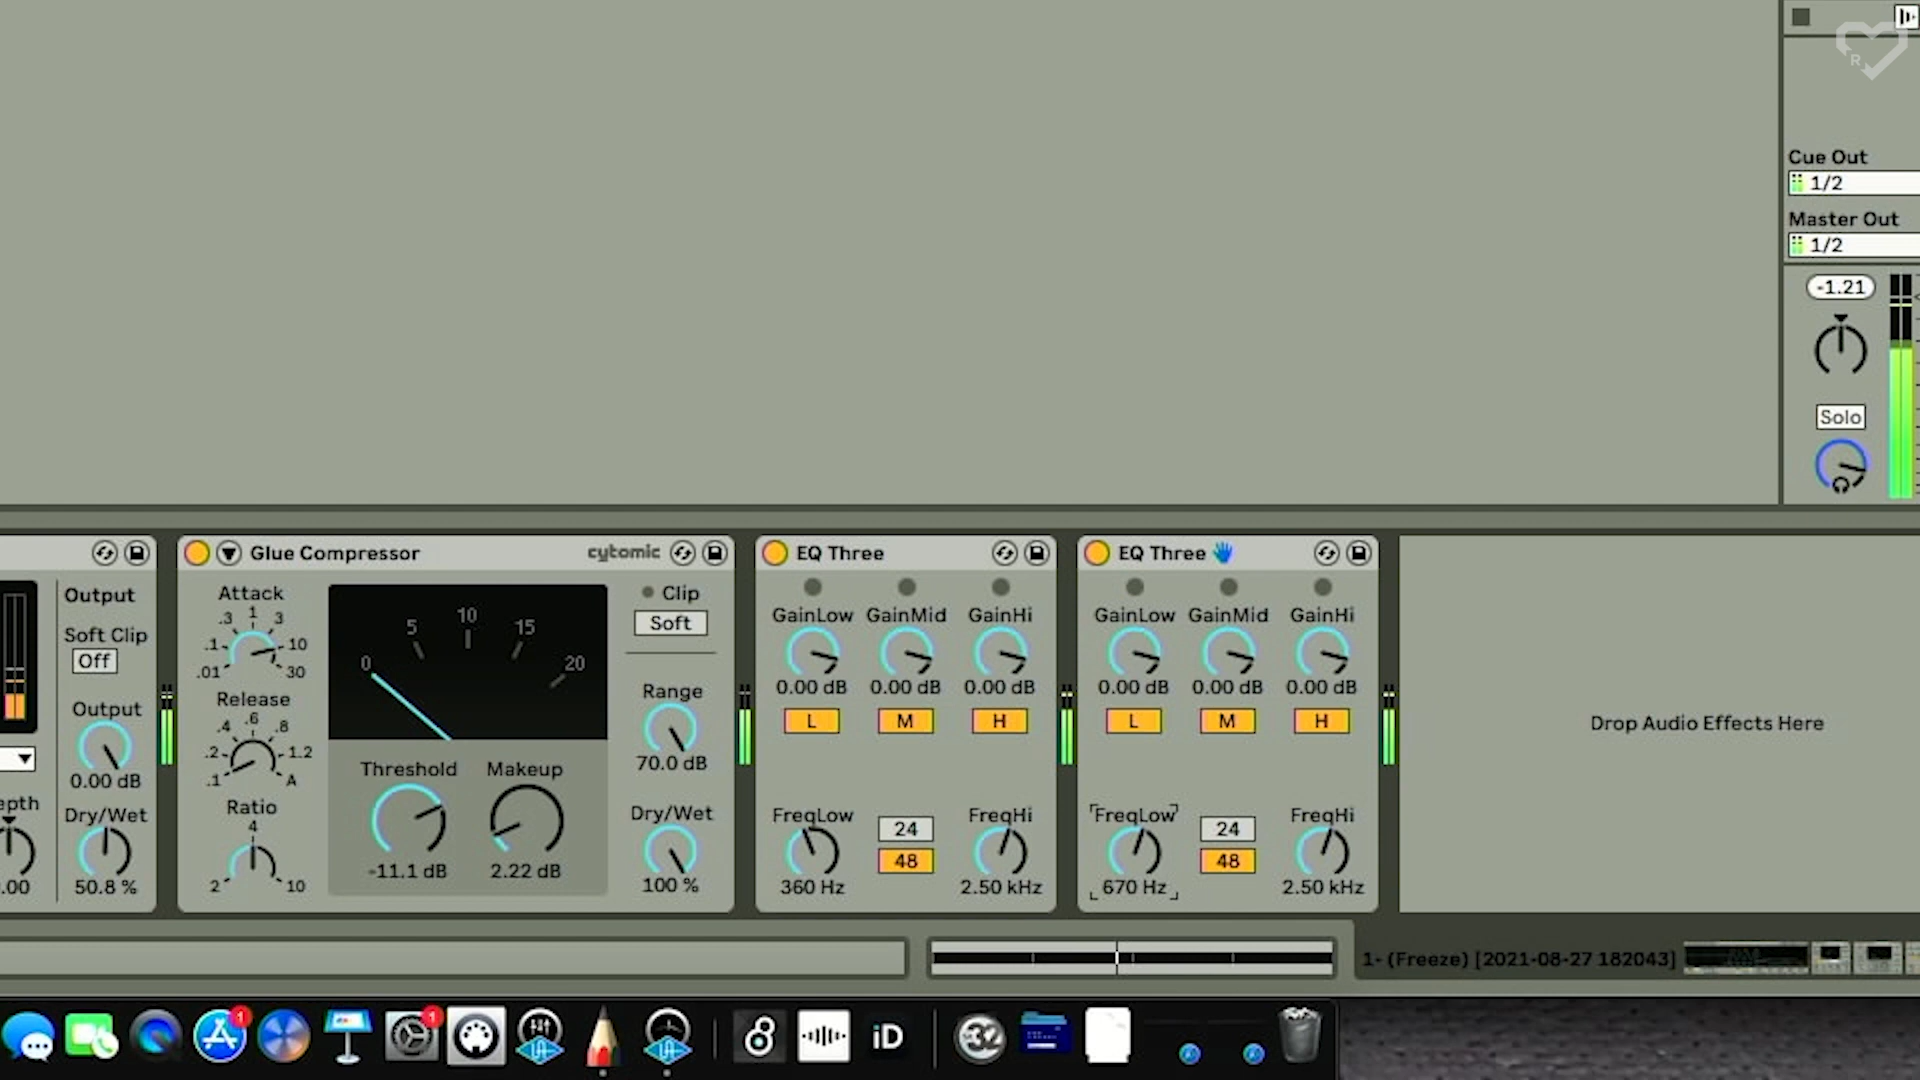 R
Cue Out
1/2
Master Out
1/2
-1.21
Solo
Output
Soft Clip
Off
Output
0.00 dB
epth
.00
Dry/Wet
50.8 %
Glue Compressor
cytomic
Attack
.01 .1 .3 1 3 10 30
Release
.1 .2 .4 .6 .8 1.2 A
Ratio
2 4 10
0 5 10 15 20
Threshold
-11.1 dB
Makeup
2.22 dB
Clip
Soft
Range
70.0 dB
Dry/Wet
100 %
EQ Three
GainLow GainMid GainHi
0.00 dB 0.00 dB 0.00 dB
L M H
FreqLow
24
48
FreqHi
360 Hz
2.50 kHz
EQ Three
GainLow GainMid GainHi
0.00 dB 0.00 dB 0.00 dB
L M H
FreqLow
24
48
FreqHi
670 Hz
2.50 kHz
Drop Audio Effects Here
1- (Freeze) [2021-08-27 182043]
1
1
iD
32